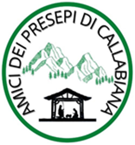 AMICI DEI PRESEPI DI CALLABIANA